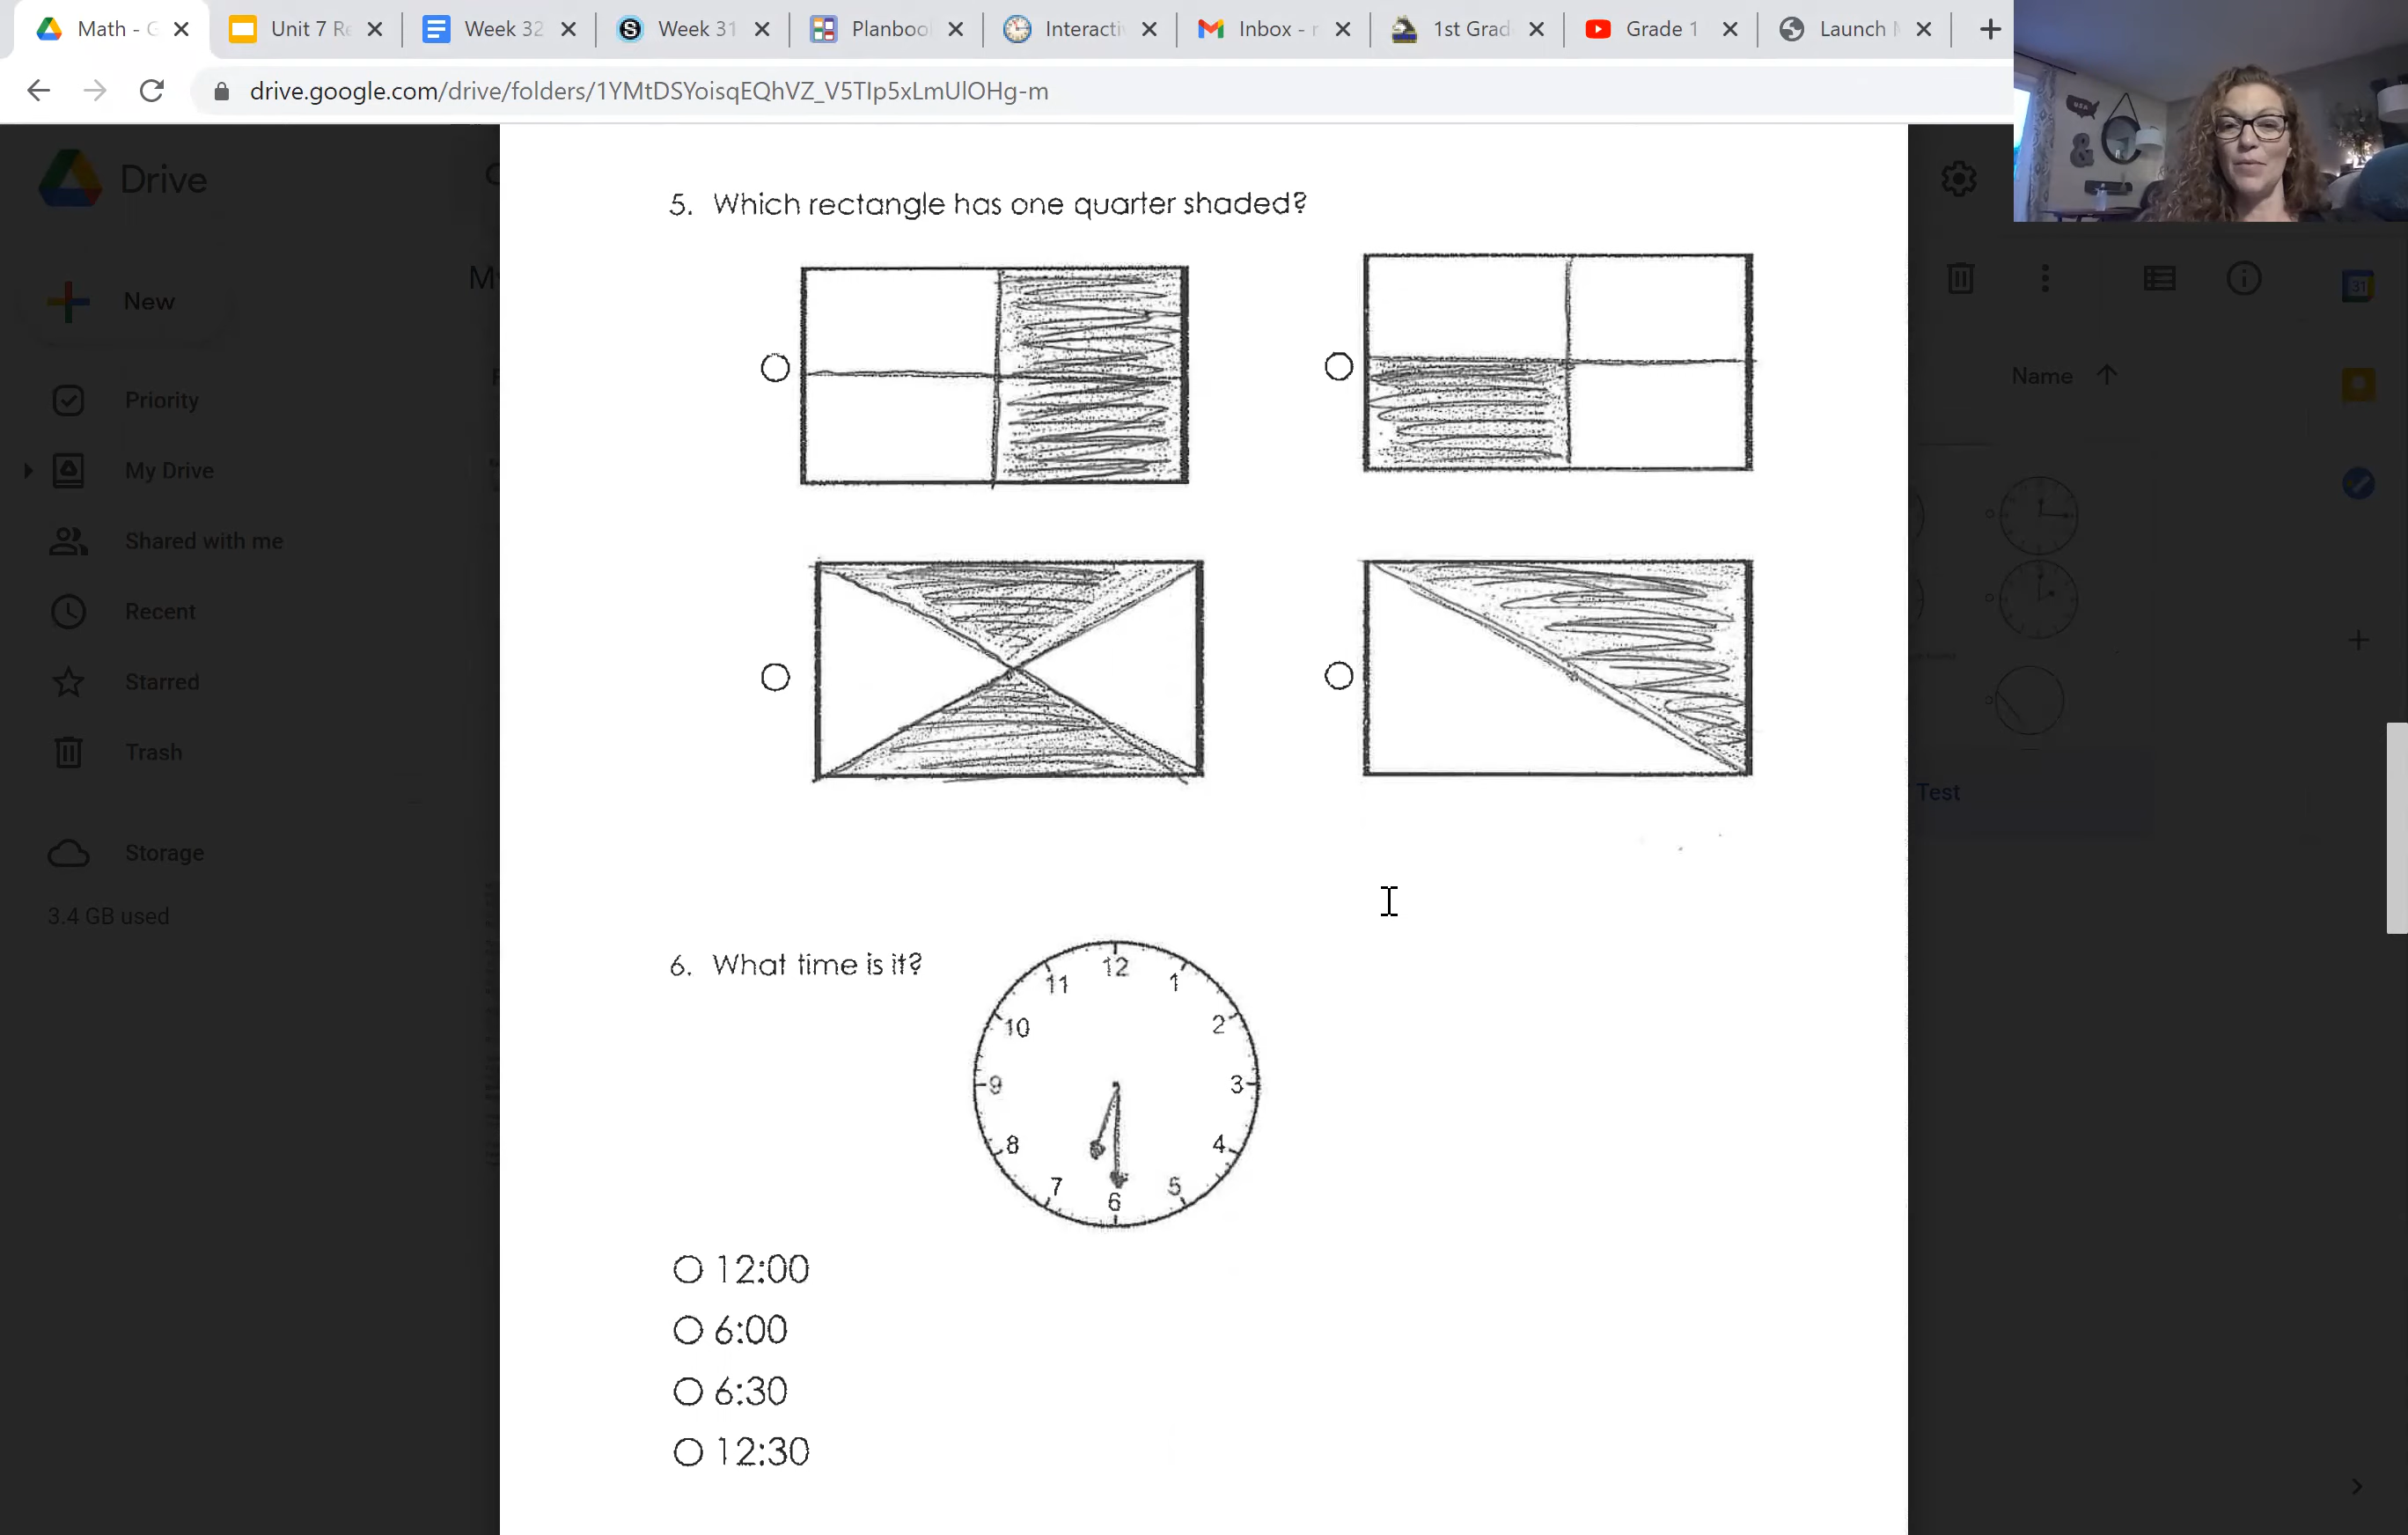 Math - G
Unit 7 Re
Week 32
Week 31
Planboo
Interacti
Inbox - r
1st Grad
Grade 1
Launch
drive.google.com/drive/folders/1YMtDSYoisqEQhVZ_V5TIp5xLmUlOHg-m
Drive
New
Priority
My Drive
Shared with me
Recent
Starred
Trash
Storage
3.4 GB used
M
Name
31
Test
USA
&
5. Which rectangle has one quarter shaded?
6. What time is it?
12
11
1
10
2
9
3
8
4
7
5
6
12:00
6:00
6:30
12:30